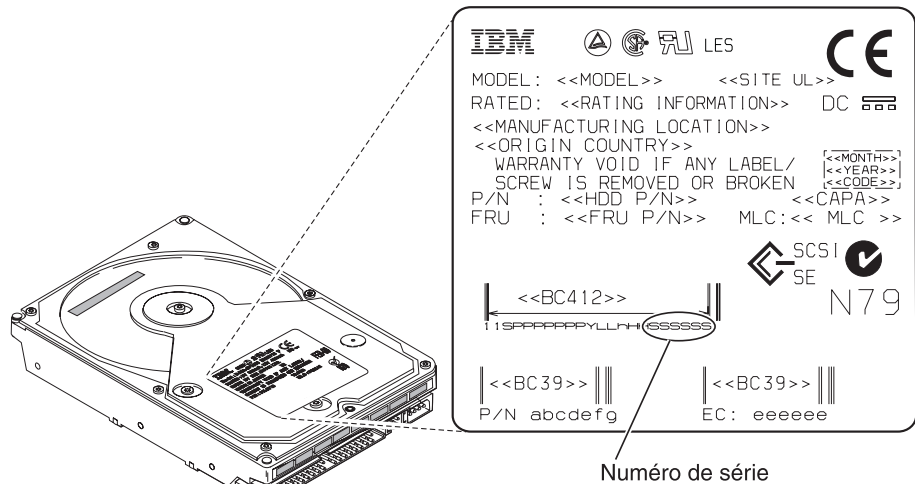 IBM LES CE
MODEL: <<MODEL>> <<SITE UL>>
RATED: <<RATING INFORMATION>> DC
<<MANUFACTURING LOCATION>>
<<ORIGIN COUNTRY>>
WARRANTY VOID IF ANY LABEL/
SCREW IS REMOVED OR BROKEN
<<MONTH>>
<<YEAR>>
<<CODE>>
P/N : <<HDD P/N>> <<CAPA>>
FRU : <<FRU P/N>> MLC:<< MLC >>
SCSI
SE
N79
<<BC412>>
<<BC39>> <<BC39>>
P/N abcdefg EC: eeeeee
Numéro de série